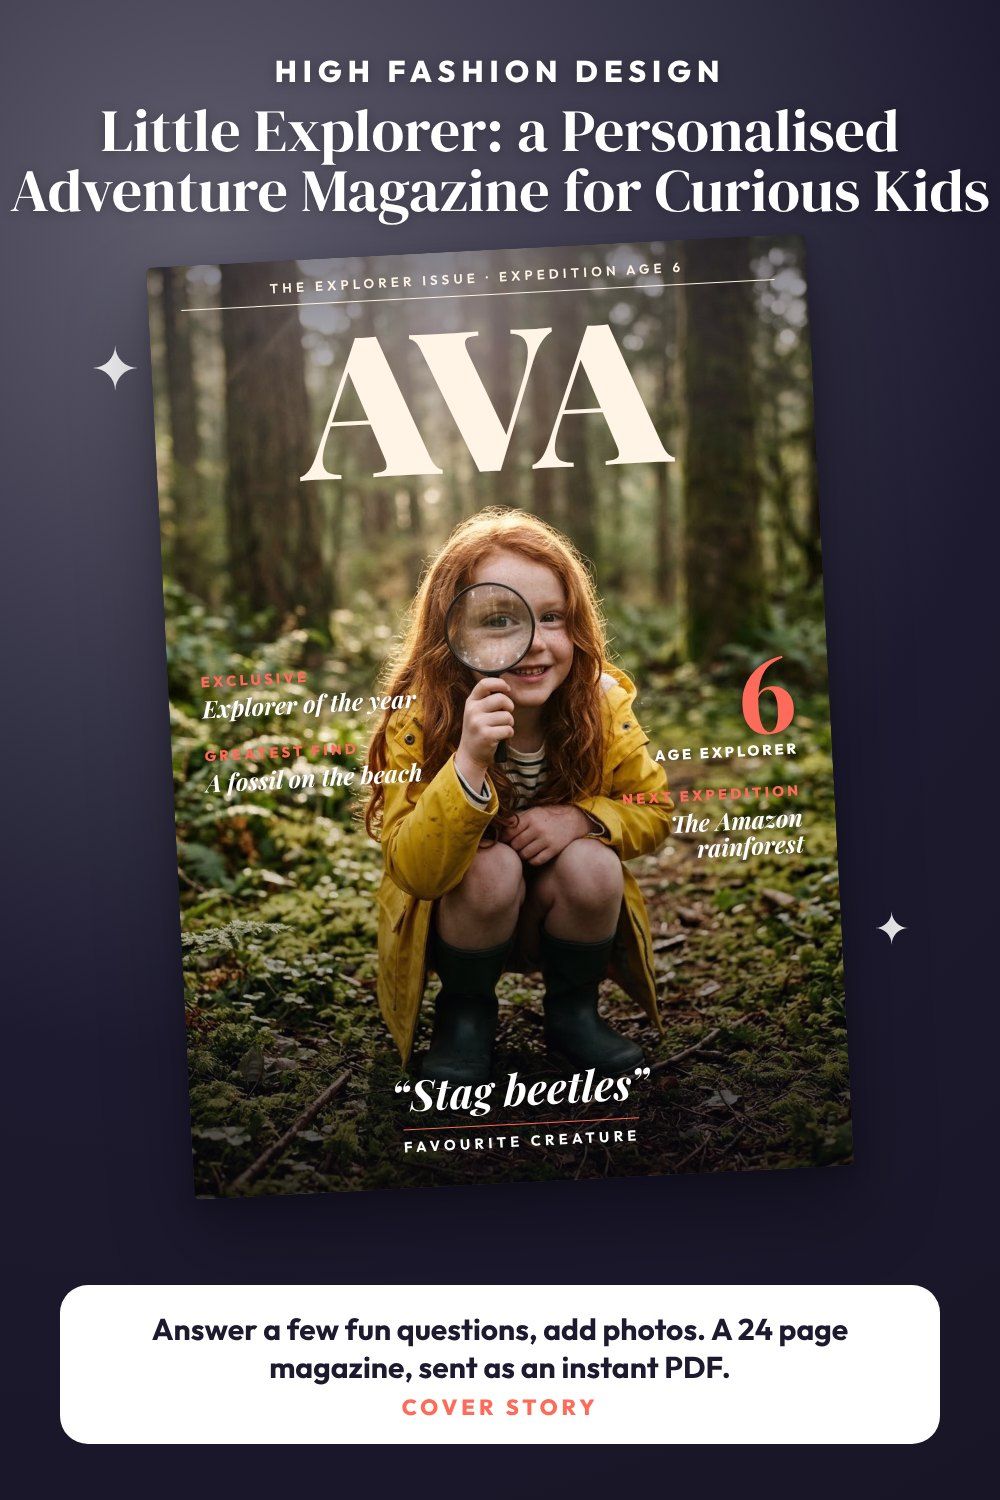 HIGH FASHION DESIGN
Little Explorer: a Personalised
Adventure Magazine for Curious Kids
THE EXPLORER ISSUE · EXPEDITION AGE 6
AVA
EXCLUSIVE
Explorer of the year
GREATEST FIND
A fossil on the beach
6
AGE EXPLORER
NEXT EXPEDITION
The Amazon
rainforest
“Stag beetles”
FAVOURITE CREATURE
Answer a few fun questions, add photos. A 24 page
magazine, sent as an instant PDF.
COVER STORY